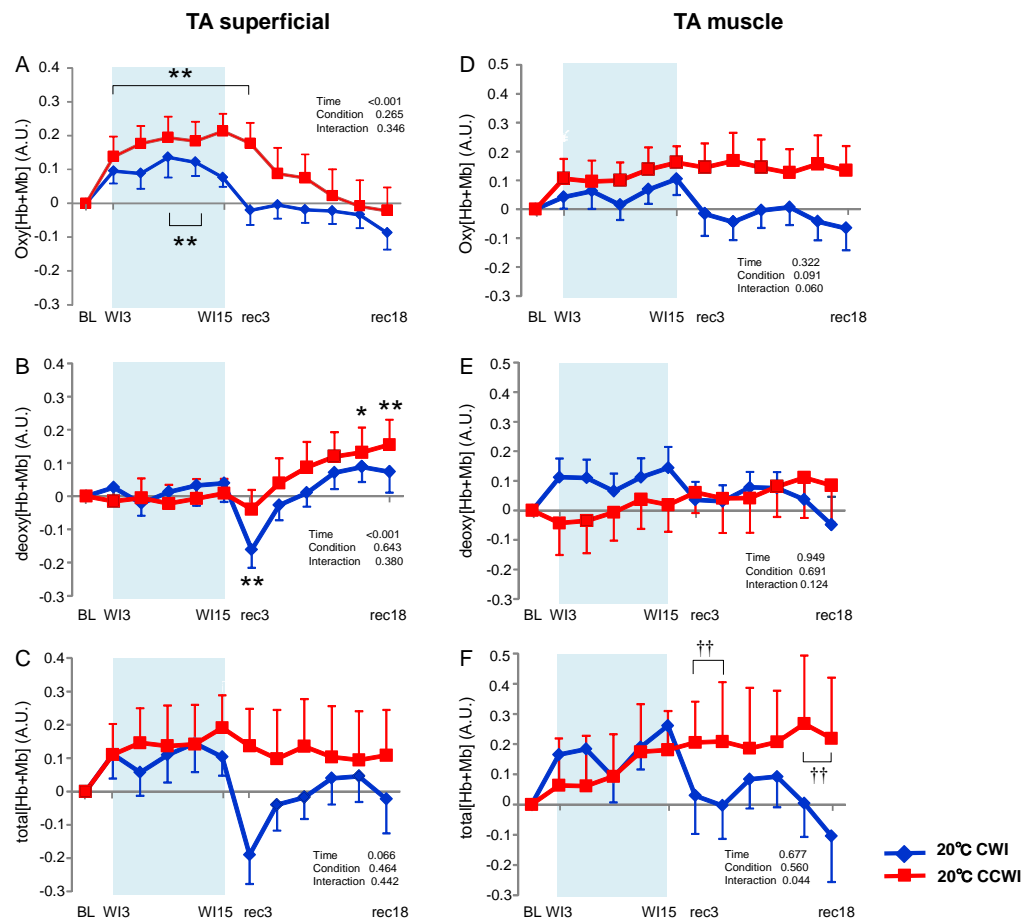 TA superficial
TA muscle
A
Oxy[Hb+Mb] (A.U.)
0.4
0.3
0.2
0.1
0
-0.1
-0.2
-0.3
**
**
Time <0.001
Condition 0.265
Interaction 0.346
BL WI3 WI15 rec3 rec18
D
Oxy[Hb+Mb] (A.U.)
0.5
0.4
0.3
0.2
0.1
0
-0.1
-0.2
-0.3
Time 0.322
Condition 0.091
Interaction 0.060
BL WI3 WI15 rec3 rec18
B
deoxy[Hb+Mb] (A.U.)
0.4
0.3
0.2
0.1
0
-0.1
-0.2
-0.3
* **
**
Time <0.001
Condition 0.643
Interaction 0.380
BL WI3 WI15 rec3 rec18
E
deoxy[Hb+Mb] (A.U.)
0.5
0.4
0.3
0.2
0.1
0
-0.1
-0.2
-0.3
Time 0.949
Condition 0.691
Interaction 0.124
BL WI3 WI15 rec3 rec18
C
total[Hb+Mb] (A.U.)
0.4
0.3
0.2
0.1
0
-0.1
-0.2
-0.3
Time 0.066
Condition 0.464
Interaction 0.442
BL WI3 WI15 rec3 rec18
F
total[Hb+Mb] (A.U.)
0.5
0.4
0.3
0.2
0.1
0
-0.1
-0.2
-0.3
††
††
Time 0.677
Condition 0.560
Interaction 0.044
BL WI3 WI15 rec3 rec18
20℃ CWI
20℃ CCWI